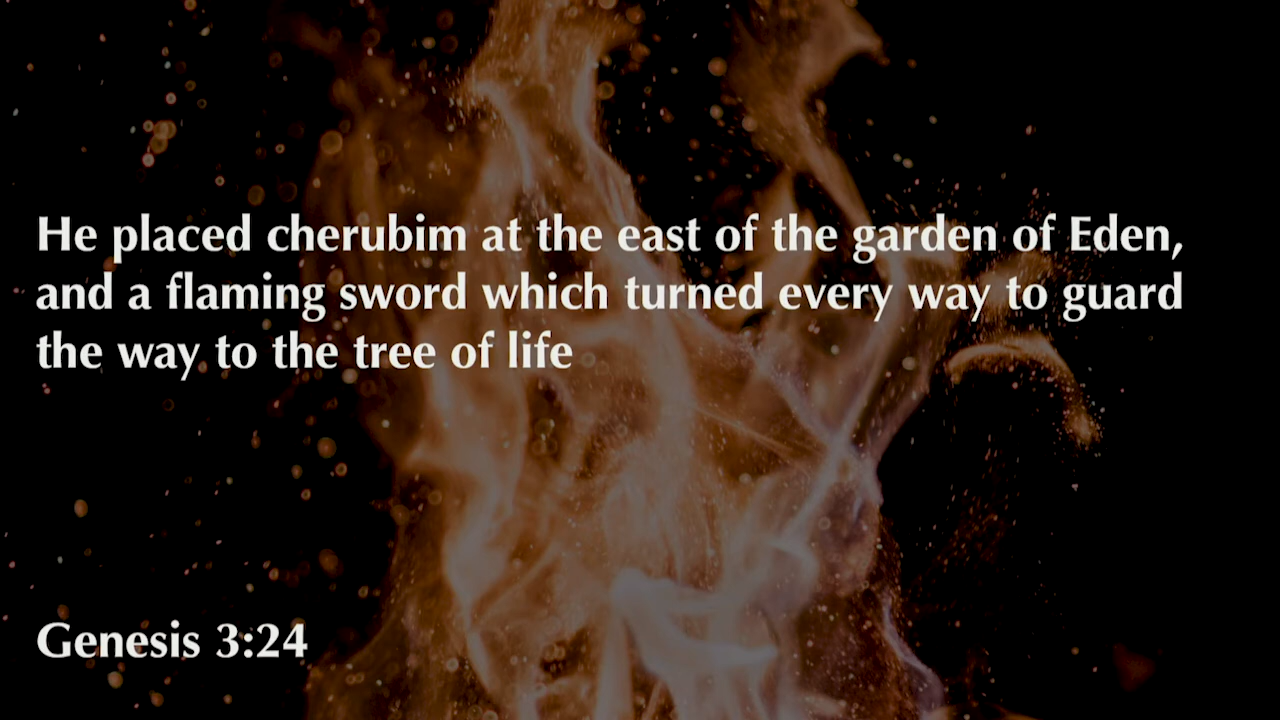 He placed cherubim at the east of the garden of Eden,
and a flaming sword which turned every way to guard
the way to the tree of life
Genesis 3:24